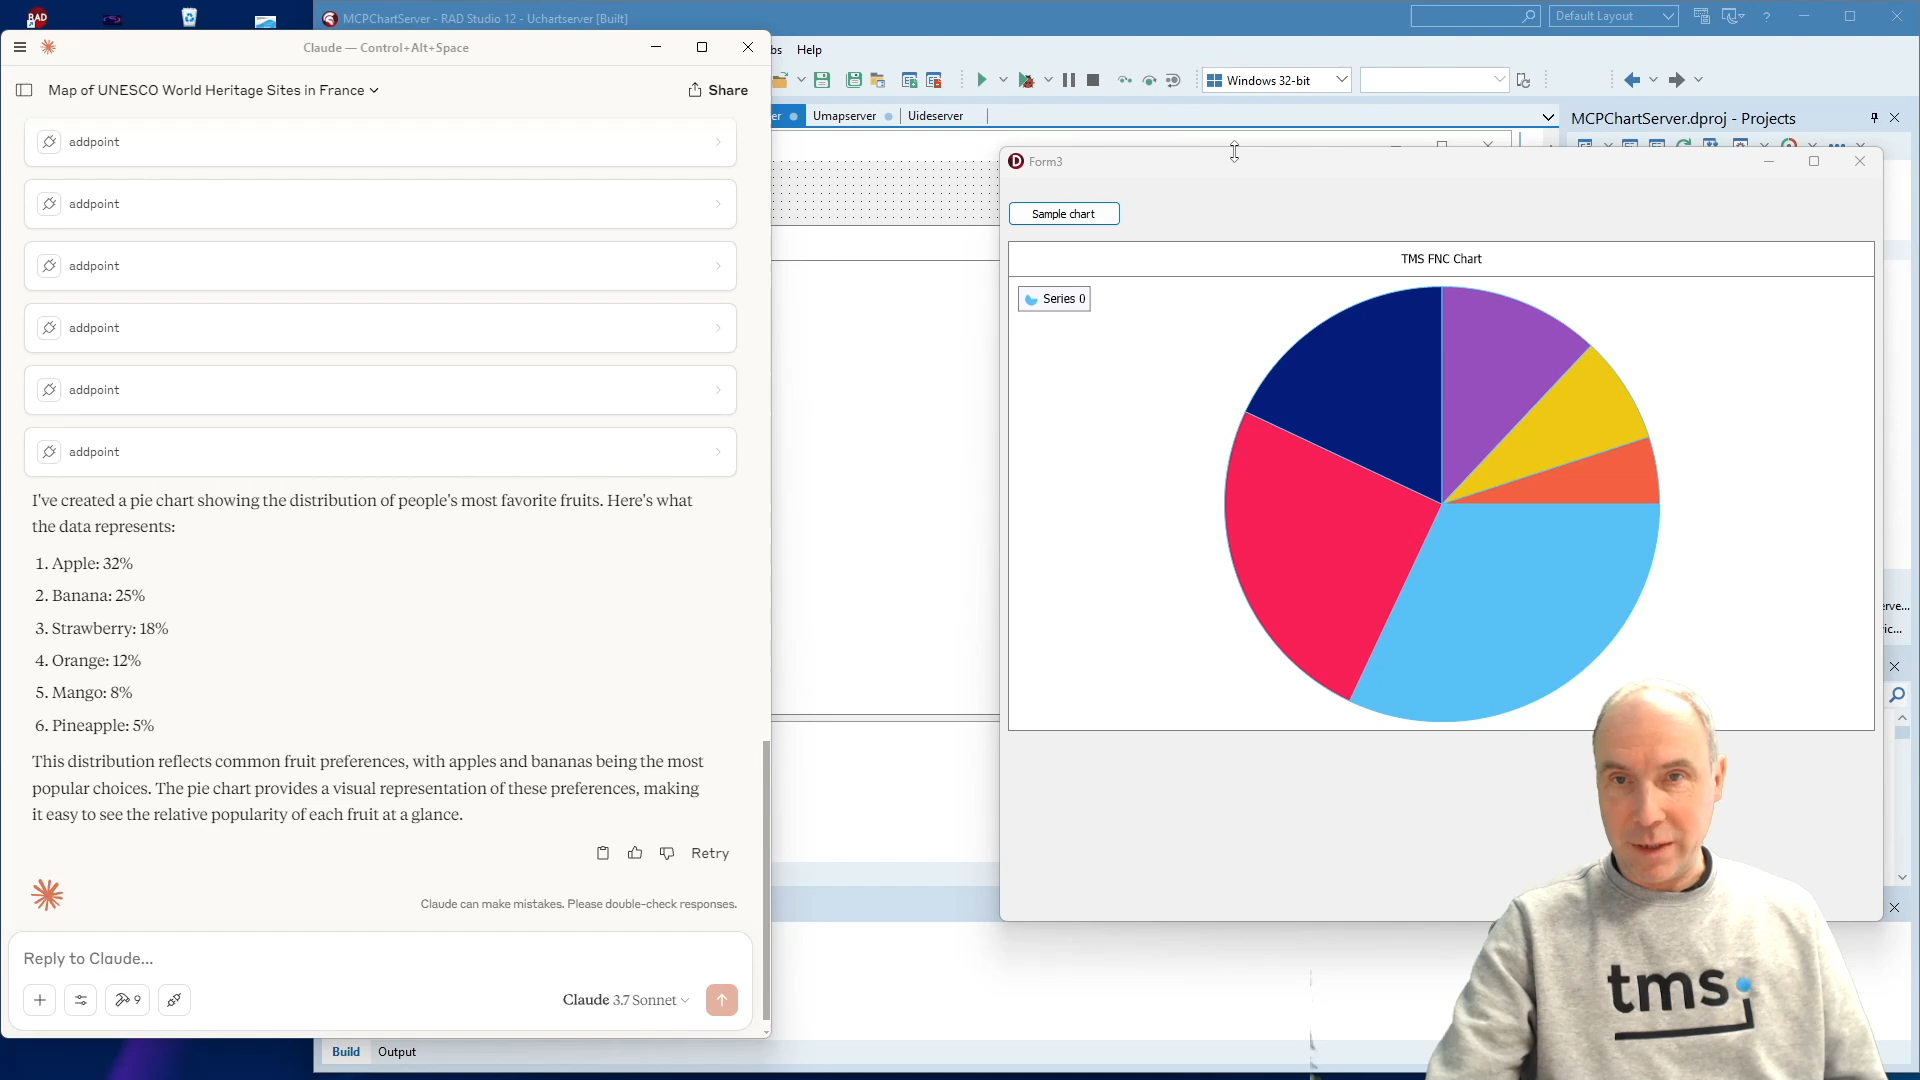 RAD
MCPChartServer - RAD Studio 12 - Uchartserver [Built]
Default Layout
?
Claude — Control+Alt+Space
Help
Map of UNESCO World Heritage Sites in France
Share
Windows 32-bit
Umapserver
Uideserver
MCPChartServer.dproj - Projects
addpoint
addpoint
addpoint
addpoint
addpoint
addpoint
I've created a pie chart showing the distribution of people's most favorite fruits. Here's what
the data represents:
1. Apple: 32%
2. Banana: 25%
3. Strawberry: 18%
4. Orange: 12%
5. Mango: 8%
6. Pineapple: 5%
This distribution reflects common fruit preferences, with apples and bananas being the most
popular choices. The pie chart provides a visual representation of these preferences, making
it easy to see the relative popularity of each fruit at a glance.
Retry
Claude can make mistakes. Please double-check responses.
Reply to Claude...
9
Claude 3.7 Sonnet
Form3
Sample chart
TMS FNC Chart
Series 0
tms
Build
Output